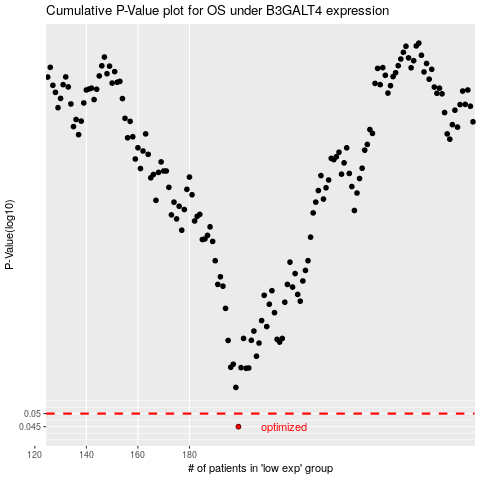 Cumulative P-Value plot for OS under B3GALT4 expression
P-Value(log10)
0.05
0.045
optimized
120 140 160 180
# of patients in 'low exp' group